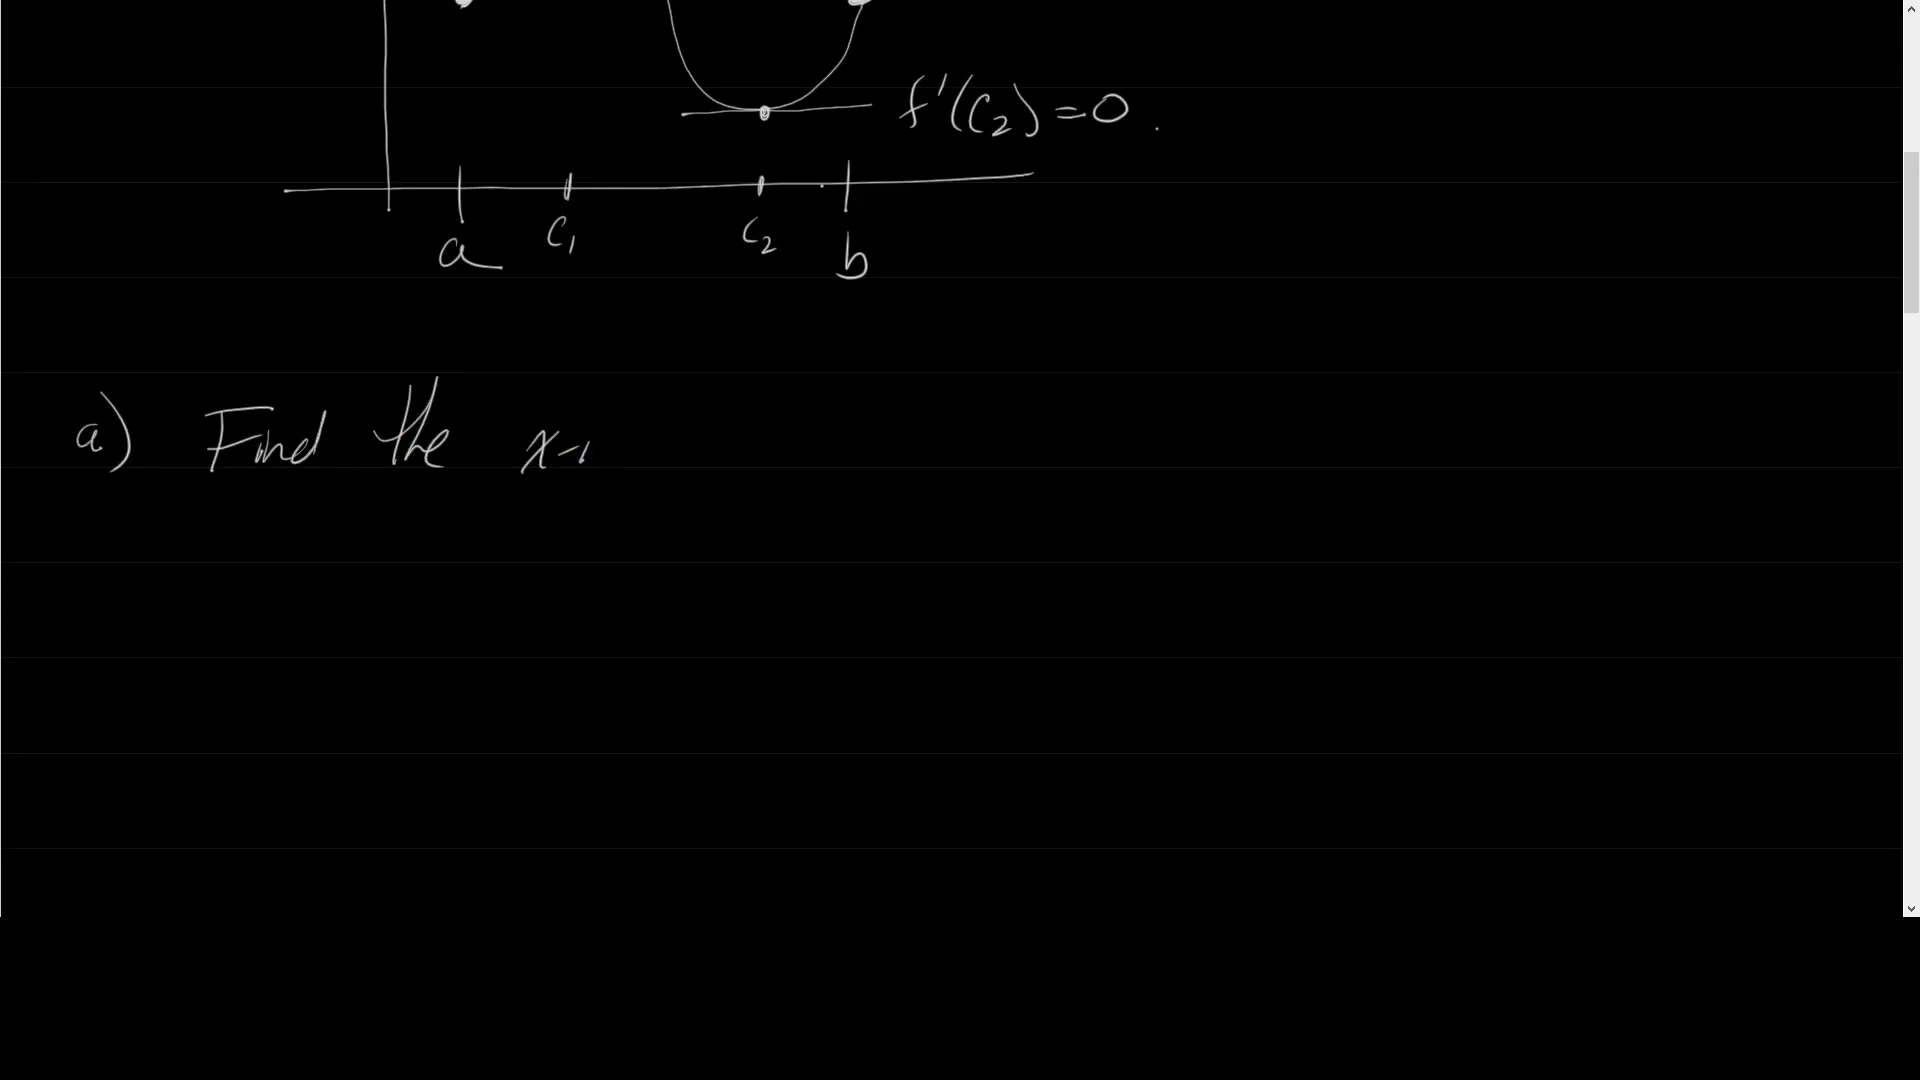 f'(c₂) = 0.
a c₁ c₂ b
a) Find the x-